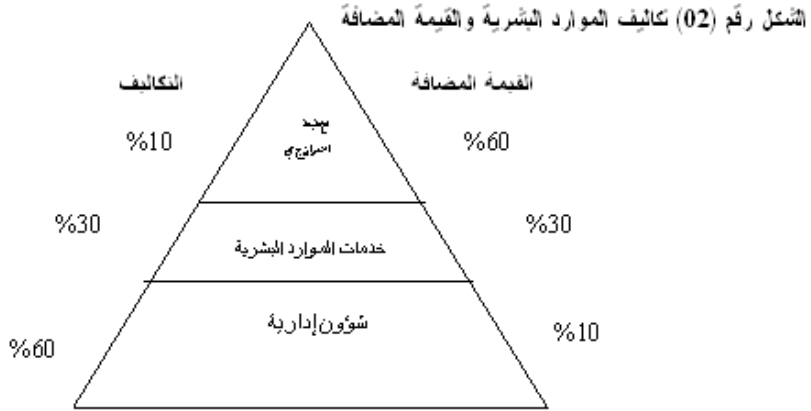 الشكل رقم (02) تكاليف الموارد البشرية والقيمة المضافة
القيمة المضافة
التكاليف
%60
%10
%30
%30
خدمات الموارد البشرية
شؤون إدارية
%10
%60